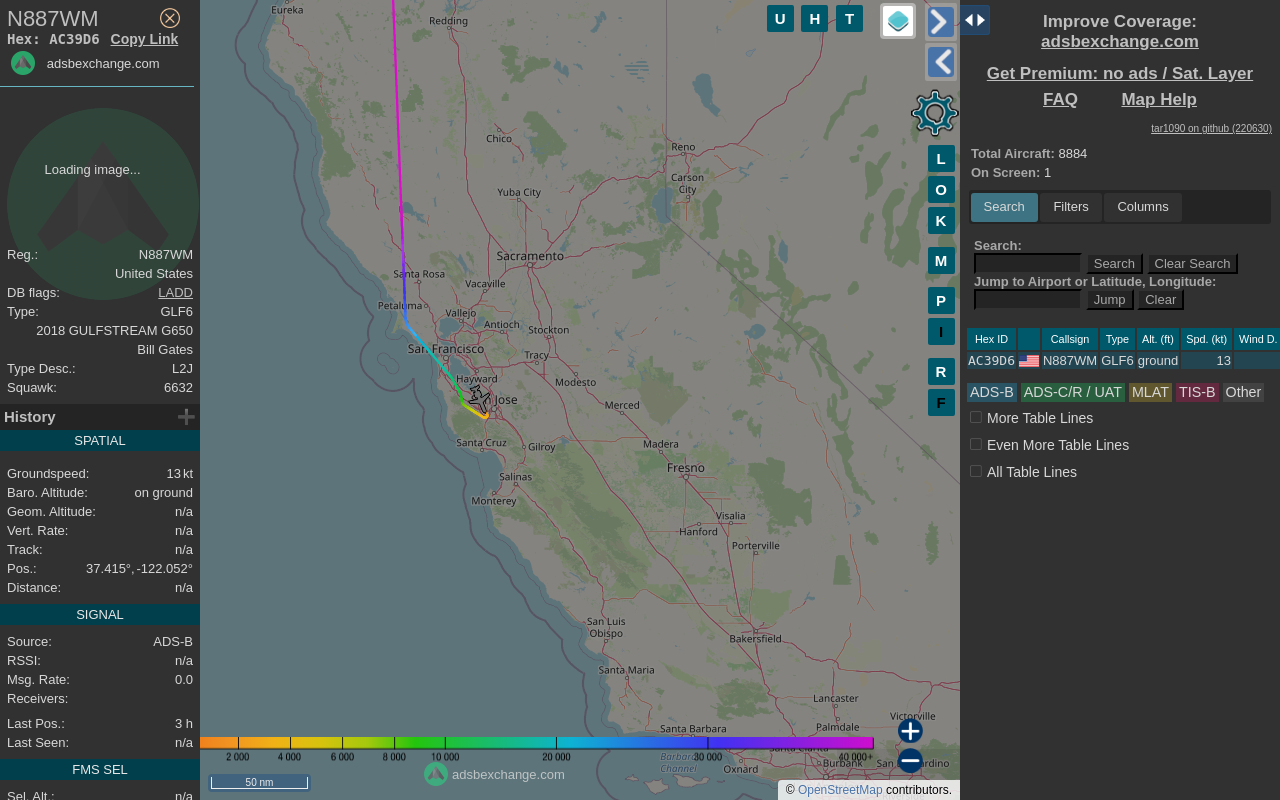 N887WM
Hex: AC39D6 Copy Link
adsbexchange.com
Loading image...
Reg.: N887WM
United States
DB flags: LADD
Type: GLF6
2018 GULFSTREAM G650
Bill Gates
Type Desc.: L2J
Squawk: 6632
History
SPATIAL
Groundspeed: 13 kt
Baro. Altitude: on ground
Geom. Altitude: n/a
Vert. Rate: n/a
Track: n/a
Pos.: 37.415°, -122.052°
Distance: n/a
SIGNAL
Source: ADS-B
RSSI: n/a
Msg. Rate: 0.0
Receivers:
Last Pos.: 3 h
Last Seen: n/a
FMS SEL
Sel. Alt.: n/a
Eureka
Redding
Chico
Reno
Carson
City
Yuba City
Sacramento
Santa Rosa
Vacaville
Petaluma
Vallejo
Antioch
Stockton
San Francisco
Tracy
Hayward
Modesto
Jose
Merced
Santa Cruz
Gilroy
Madera
Fresno
Salinas
Monterey
Visalia
Hanford
Porterville
San Luis
Obispo
Bakersfield
Santa Maria
Lancaster
Palmdale
Victorville
Santa Barbara
Santa Clarita
Channel
Oxnard
Burbank
U H T
L
O
K
M
P
I
R
F
2 000 4 000 6 000 8 000 10 000 20 000 30 000 40 000+
50 nm
adsbexchange.com
© OpenStreetMap contributors.
Improve Coverage:
adsbexchange.com
Get Premium: no ads / Sat. Layer
FAQ Map Help
tar1090 on github (220630)
Total Aircraft: 8884
On Screen: 1
Search Filters Columns
Search:
Search Clear Search
Jump to Airport or Latitude, Longitude:
Jump Clear
Hex ID Callsign Type Alt. (ft) Spd. (kt) Wind D.
AC39D6 N887WM GLF6 ground 13
ADS-B ADS-C/R / UAT MLAT TIS-B Other
More Table Lines
Even More Table Lines
All Table Lines